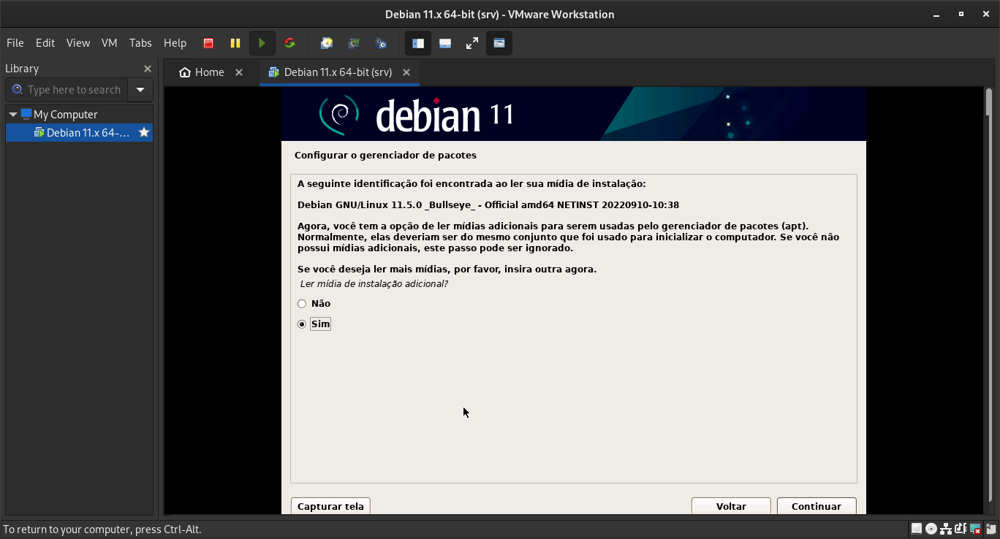 Debian 11.x 64-bit (srv) - VMware Workstation
File Edit View VM Tabs Help
Library
Home
Debian 11.x 64-bit (srv)
Type here to search
My Computer
Debian 11.x 64-...
debian 11
Configurar o gerenciador de pacotes
A seguinte identificação foi encontrada ao ler sua mídia de instalação:
Debian GNU/Linux 11.5.0 _Bullseye_ - Official amd64 NETINST 20220910-10:38
Agora, você tem a opção de ler mídias adicionais para serem usadas pelo gerenciador de pacotes (apt).
Normalmente, elas deveriam ser do mesmo conjunto que foi usado para inicializar o computador. Se você não
possui mídias adicionais, este passo pode ser ignorado.
Se você deseja ler mais mídias, por favor, insira outra agora.
Ler mídia de instalação adicional?
Não
Sim
Capturar tela
Voltar
Continuar
To return to your computer, press Ctrl-Alt.